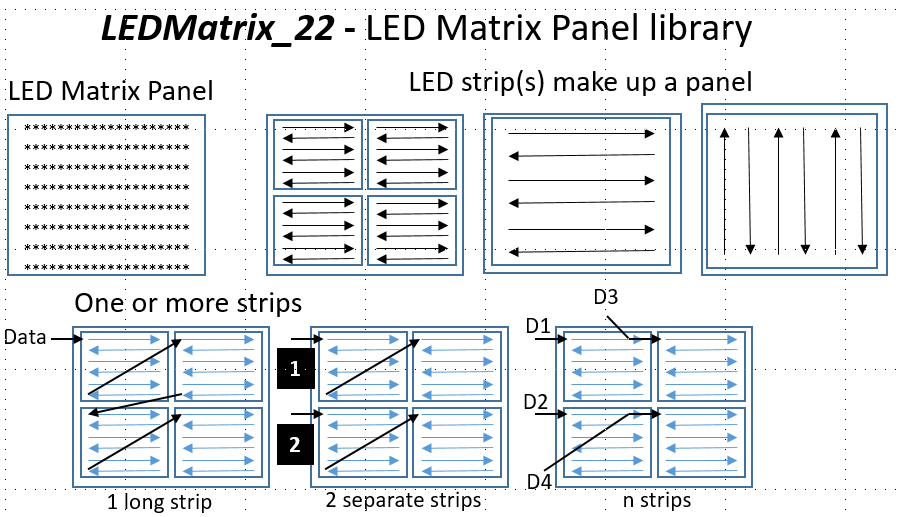 LEDMatrix_22 - LED Matrix Panel library
LED strip(s) make up a panel
LED Matrix Panel
********************
********************
********************
********************
********************
********************
********************
********************
One or more strips
D3
Data
D1
1
D2
2
D4
1 long strip
2 separate strips
n strips